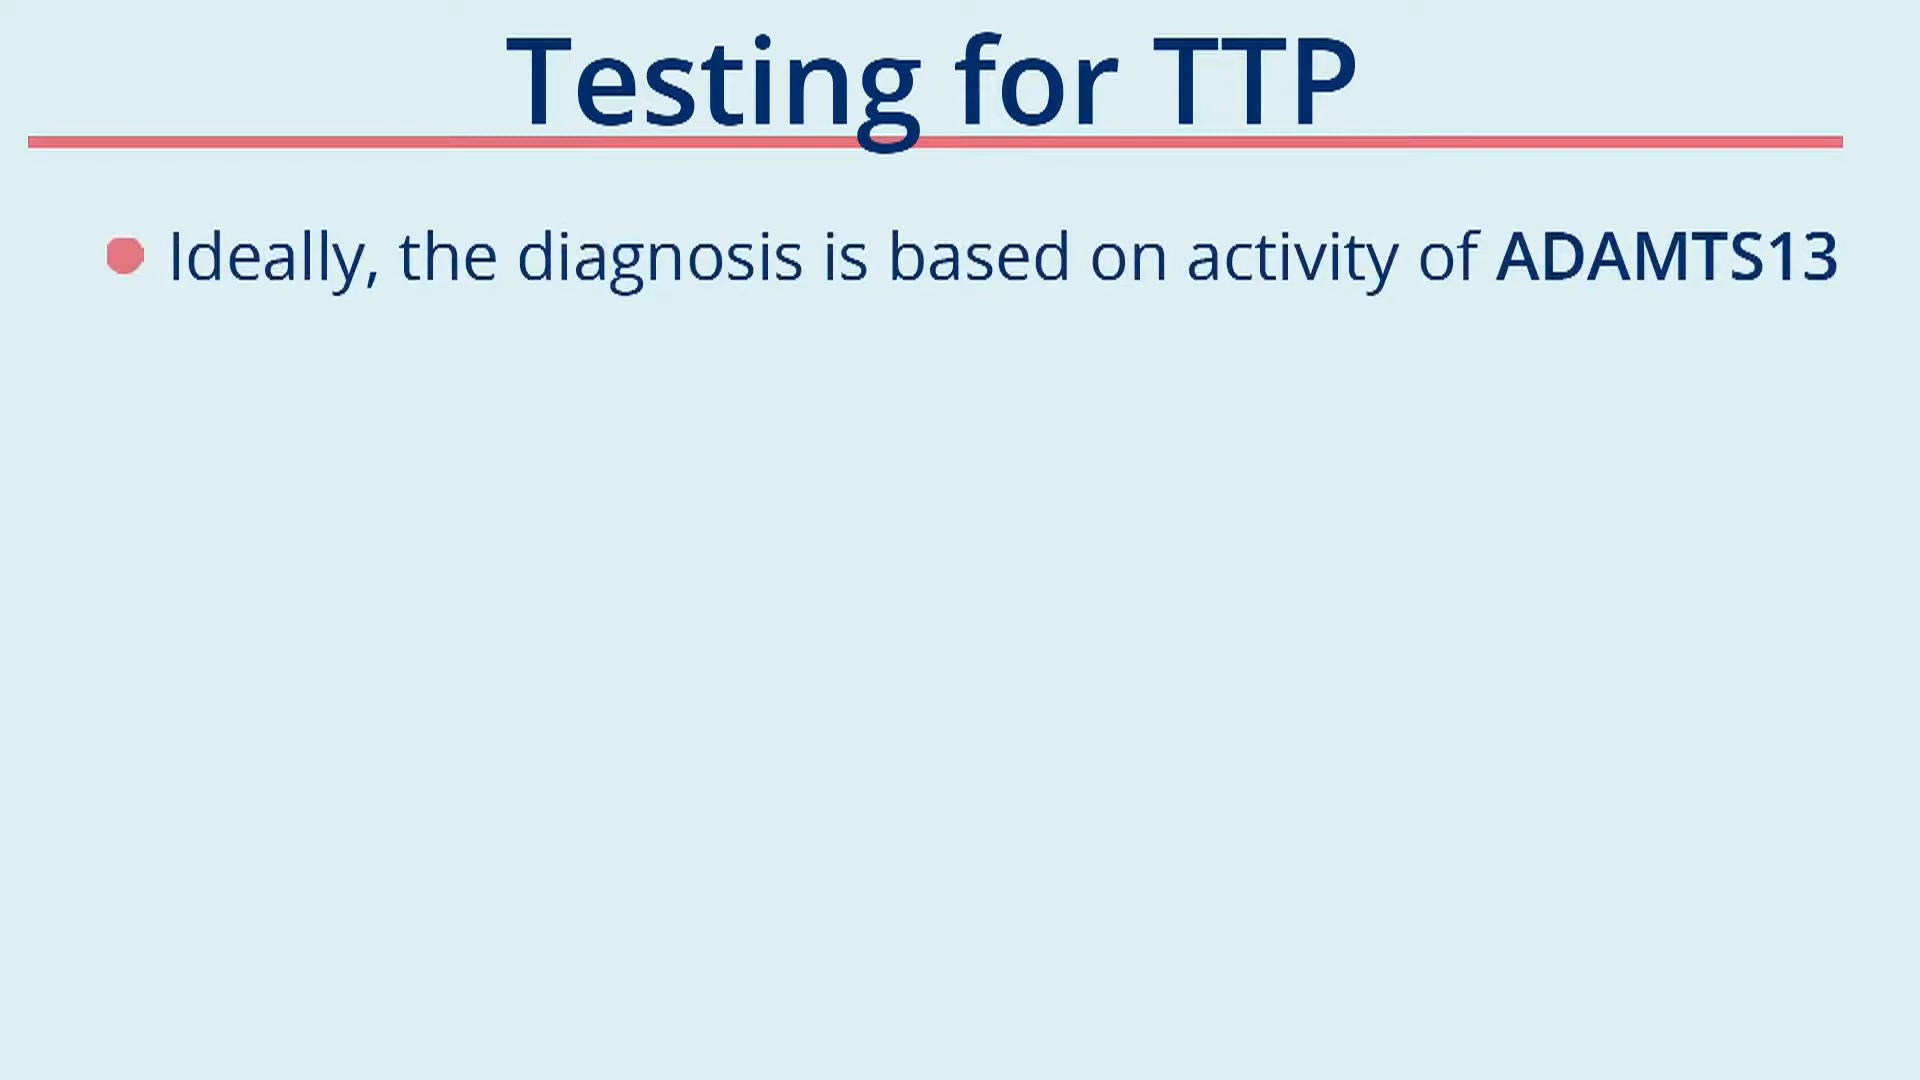 Testing for TTP
Ideally, the diagnosis is based on activity of ADAMTS13